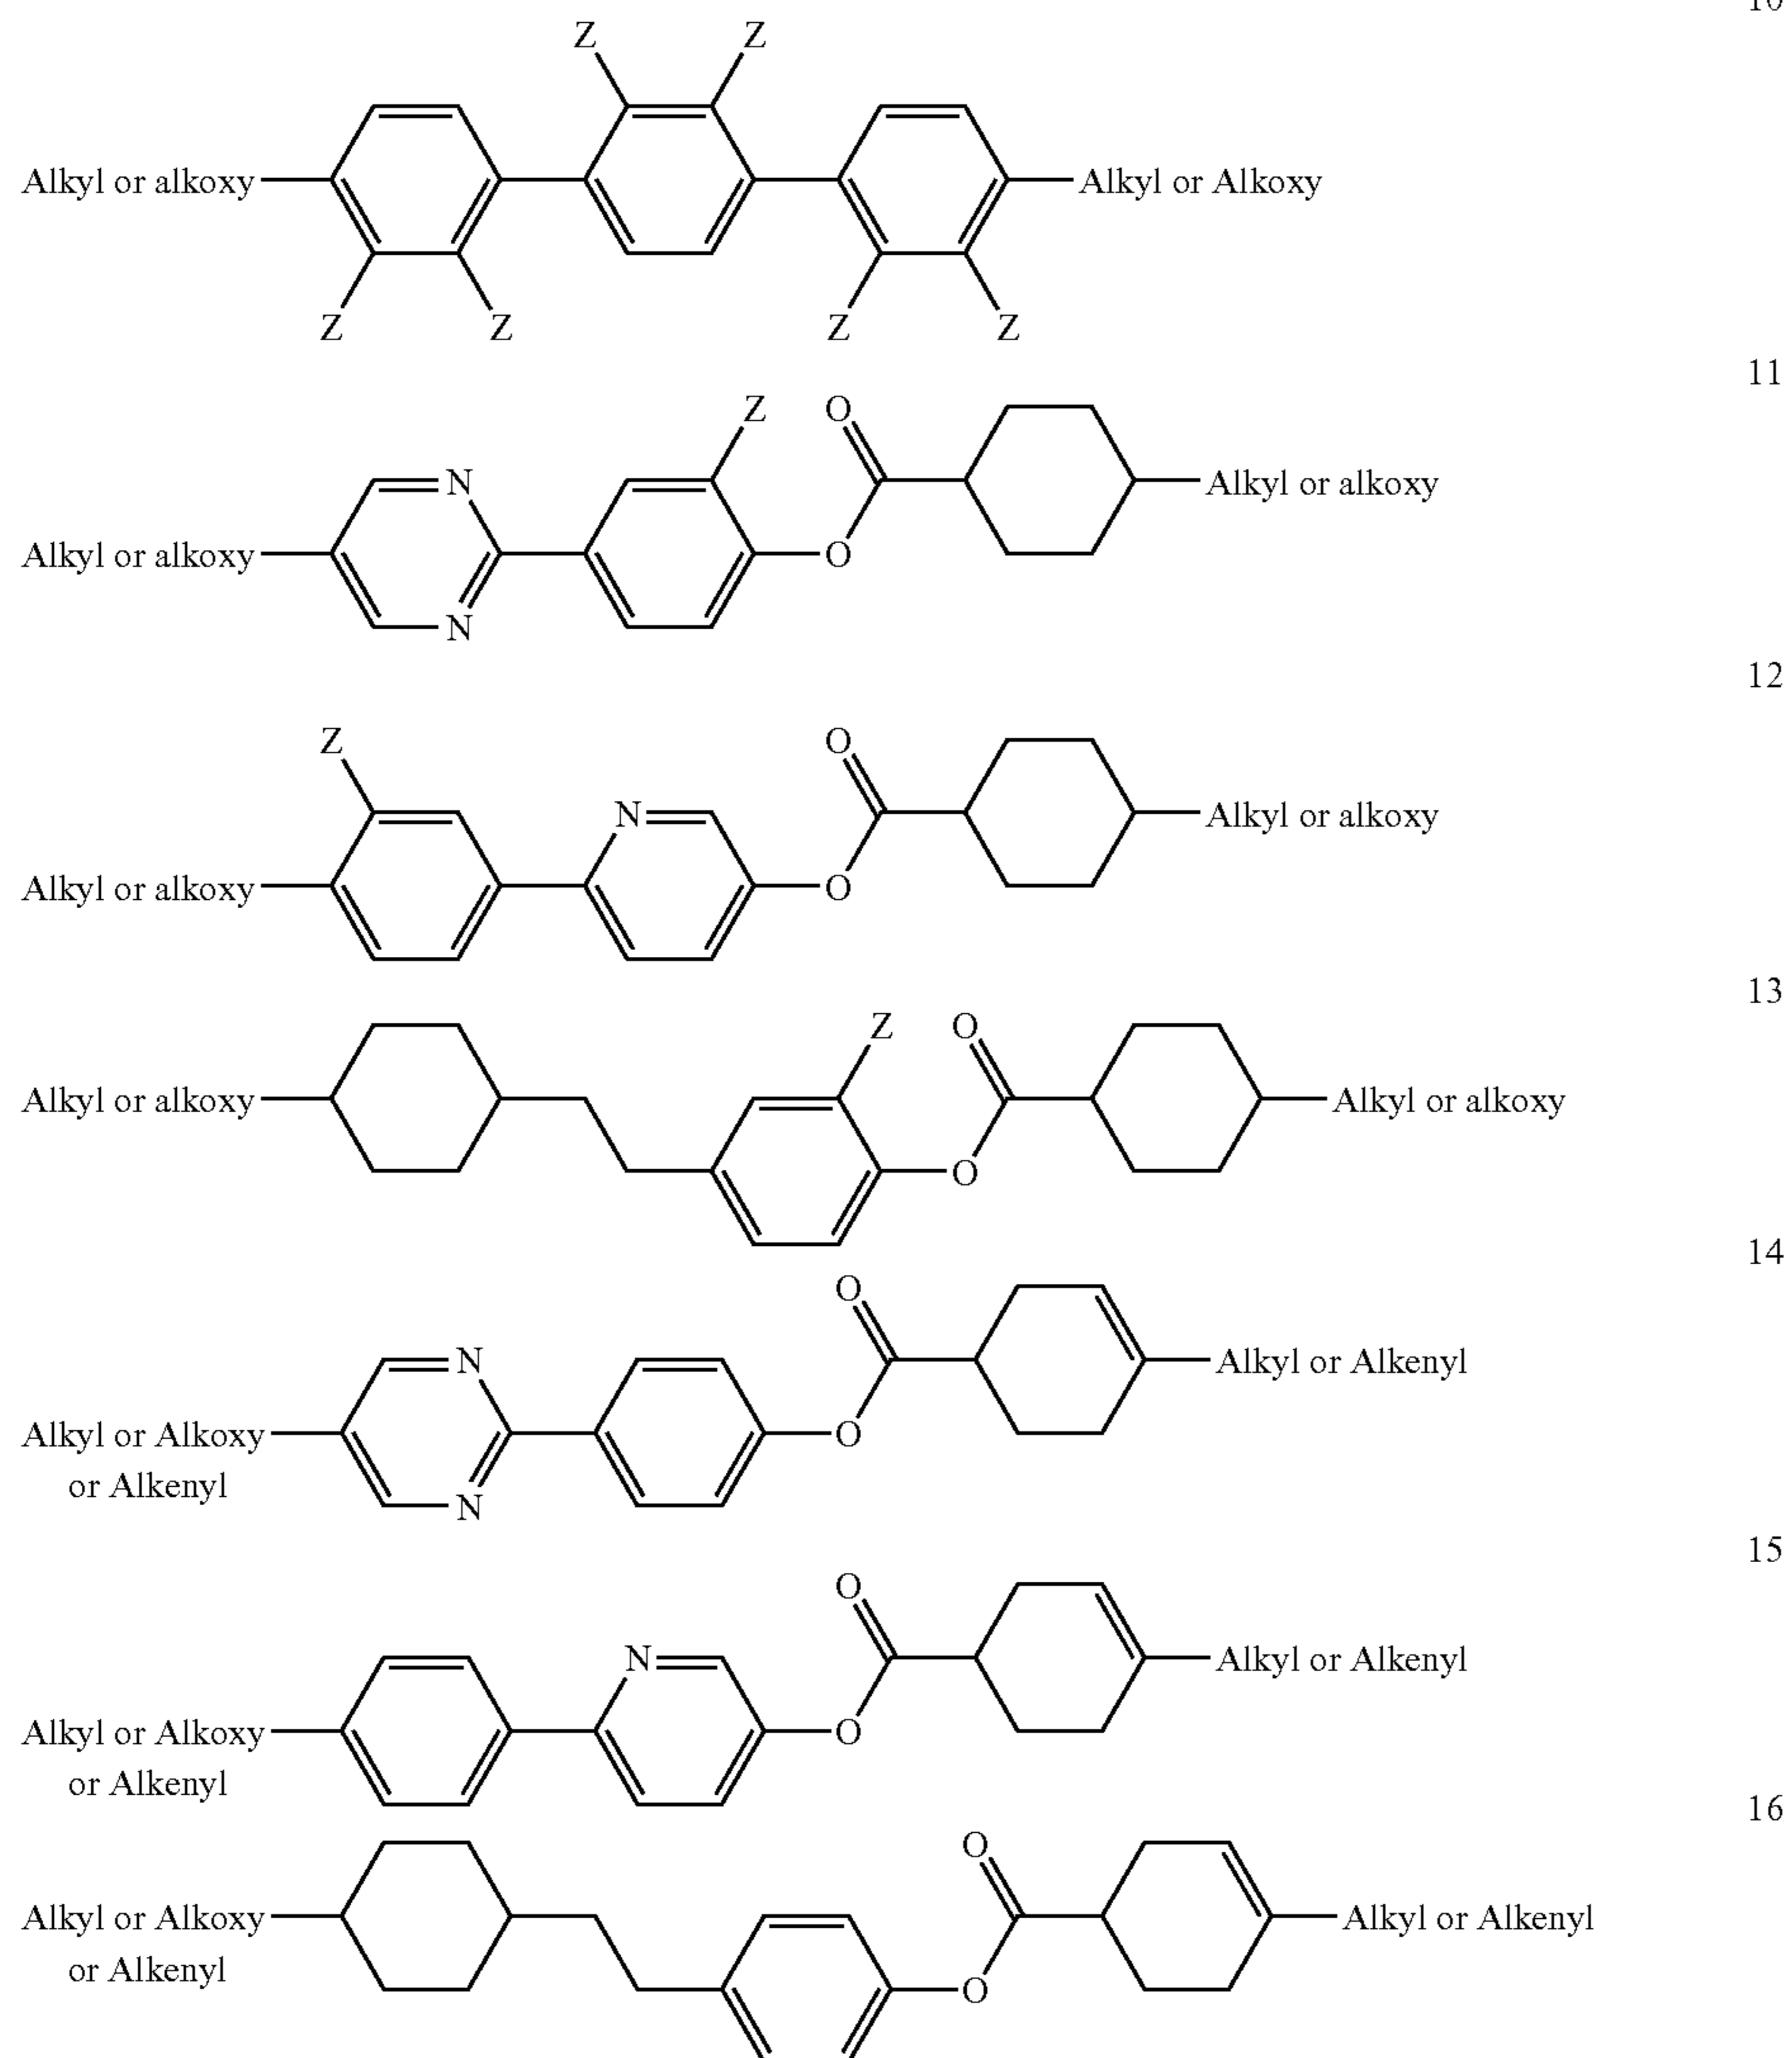 10
Z Z
Alkyl or alkoxy Alkyl or Alkoxy
Z Z Z Z
11
Z O
N Alkyl or alkoxy
Alkyl or alkoxy O
N
12
Z O
N Alkyl or alkoxy
Alkyl or alkoxy O
13
Z O
Alkyl or alkoxy Alkyl or alkoxy
O
14
O
N Alkyl or Alkenyl
Alkyl or Alkoxy O
or Alkenyl N
15
O
N Alkyl or Alkenyl
Alkyl or Alkoxy O
or Alkenyl
16
O
Alkyl or Alkoxy Alkyl or Alkenyl
or Alkenyl O